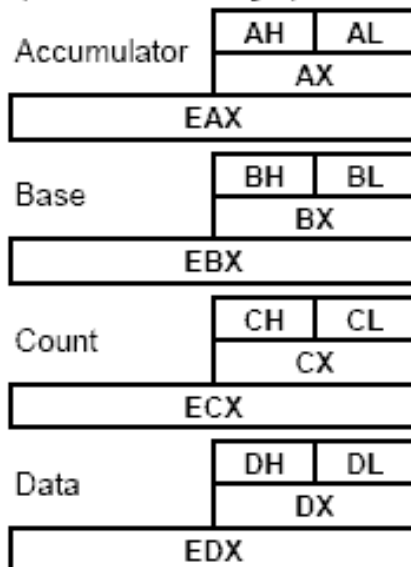 AH AL
Accumulator
AX
EAX
BH BL
Base
BX
EBX
CH CL
Count
CX
ECX
DH DL
Data
DX
EDX